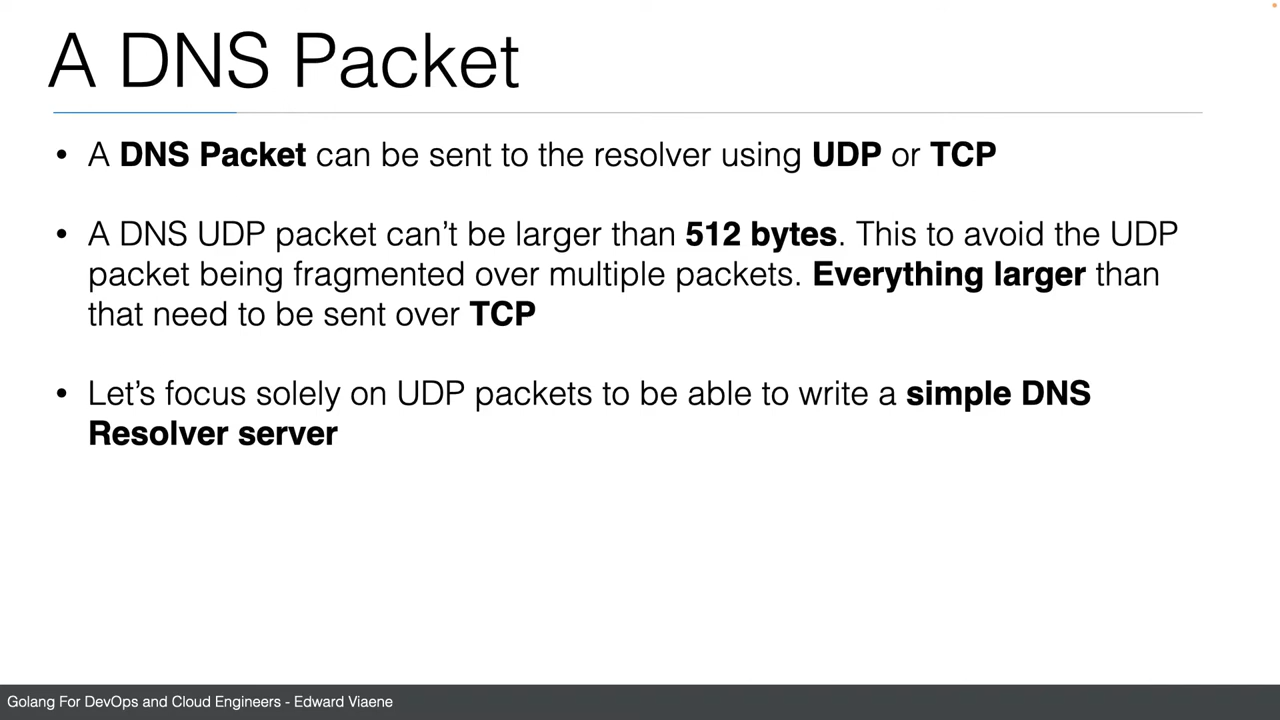 A DNS Packet
• A DNS Packet can be sent to the resolver using UDP or TCP
• A DNS UDP packet can’t be larger than 512 bytes. This to avoid the UDP
packet being fragmented over multiple packets. Everything larger than
that need to be sent over TCP
• Let’s focus solely on UDP packets to be able to write a simple DNS
Resolver server
Golang For DevOps and Cloud Engineers - Edward Viaene